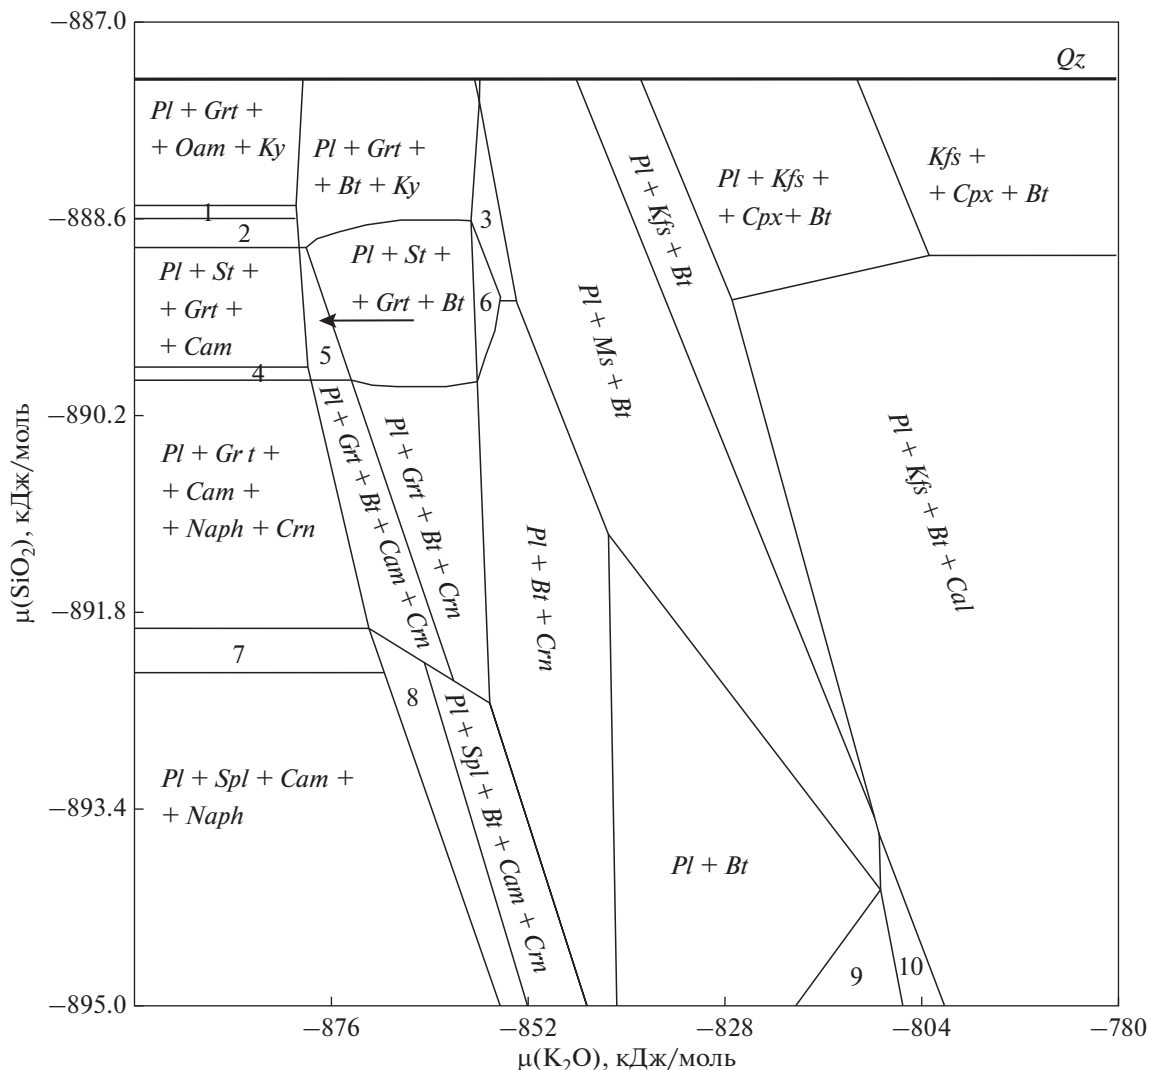 −887.0
Qz
Pl + Grt +
+ Oam + Ky
Pl + Grt +
+ Bt + Ky
Pl + Kfs + Bt
Pl + Kfs +
+ Cpx+ Bt
Kfs +
+ Cpx + Bt
1
−888.6
2
3
Pl + St +
+ Grt +
+ Cam
Pl + St +
+ Grt + Bt
6
Pl + Ms + Bt
5
4
−890.2
Pl + Gr t +
+ Cam +
+ Naph + Crn
Pl + Grt + Bt + Cam + Crn
Pl + Grt + Bt + Crn
Pl + Bt + Crn
Pl + Kfs + Bt + Cal
μ(SiO2), кДж/моль
−891.8
7
8
Pl + Spl + Cam +
+ Naph
Pl + Spl + Bt + Cam + Crn
−893.4
Pl + Bt
9
10
−895.0
−876
−852
−828
−804
−780
μ(K2O), кДж/моль